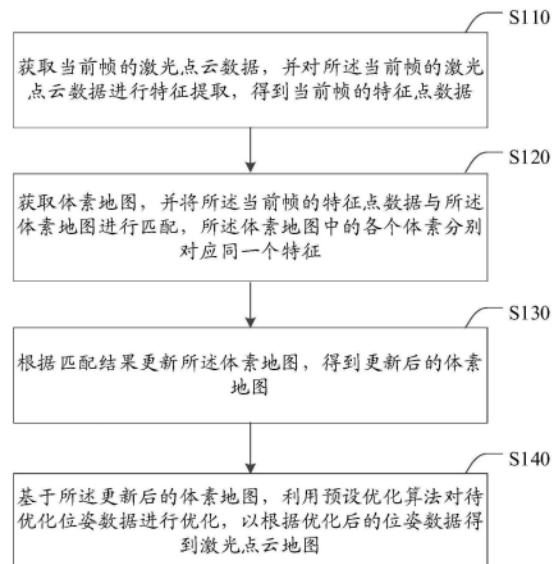 S110
获取当前帧的激光点云数据，并对所述当前帧的激光
点云数据进行特征提取，得到当前帧的特征点数据
S120
获取体素地图，并将所述当前帧的特征点数据与所述
体素地图进行匹配，所述体素地图中的各个体素分别
对应同一个特征
S130
根据匹配结果更新所述体素地图，得到更新后的体素
地图
S140
基于所述更新后的体素地图，利用预设优化算法对待
优化位姿数据进行优化，以根据优化后的位姿数据得
到激光点云地图